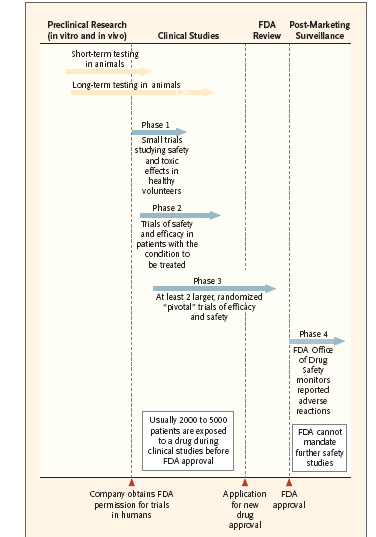 Preclinical Research
(in vitro and in vivo)
Clinical Studies
FDA
Review
Post-Marketing
Surveillance
Short-term testing
in animals
Long-term testing in animals
Phase 1
Small trials
studying safety
and toxic
effects in
healthy
volunteers
Phase 2
Trials of safety
and efficacy in
patients with the
condition to
be treated
Phase 3
At least 2 larger, randomized
“pivotal” trials of efficacy
and safety
Phase 4
FDA Office
of Drug
Safety
monitors
reported
adverse
reactions
Usually 2000 to 5000
patients are exposed
to a drug during
clinical studies before
FDA approval
FDA cannot
mandate
further safety
studies
Company obtains FDA
permission for trials
in humans
Application
for new
drug
approval
FDA
approval